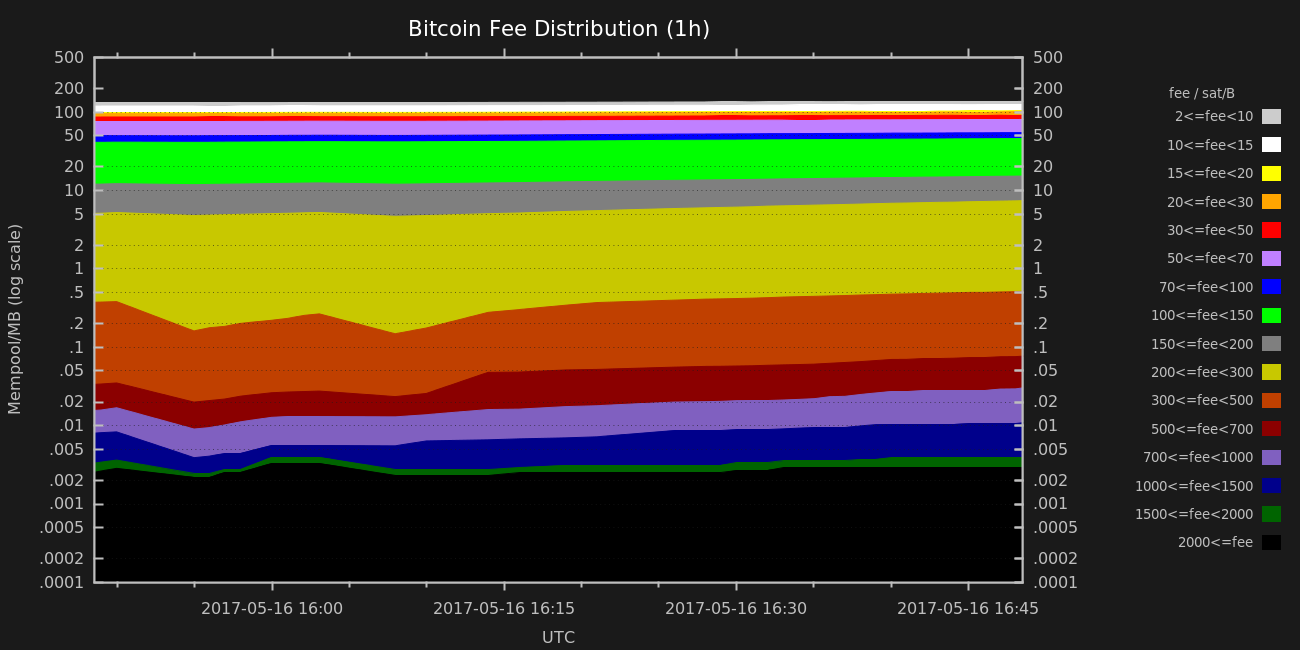 Bitcoin Fee Distribution (1h)
500
200
100
50
20
10
5
2
1
.5
.2
.1
.05
.02
.01
.005
.002
.001
.0005
.0002
.0001
Mempool/MB (log scale)
500
200
100
50
20
10
5
2
1
.5
.2
.1
.05
.02
.01
.005
.002
.001
.0005
.0002
.0001
2017-05-16 16:00
2017-05-16 16:15
2017-05-16 16:30
2017-05-16 16:45
UTC
fee / sat/B
2<=fee<10
10<=fee<15
15<=fee<20
20<=fee<30
30<=fee<50
50<=fee<70
70<=fee<100
100<=fee<150
150<=fee<200
200<=fee<300
300<=fee<500
500<=fee<700
700<=fee<1000
1000<=fee<1500
1500<=fee<2000
2000<=fee